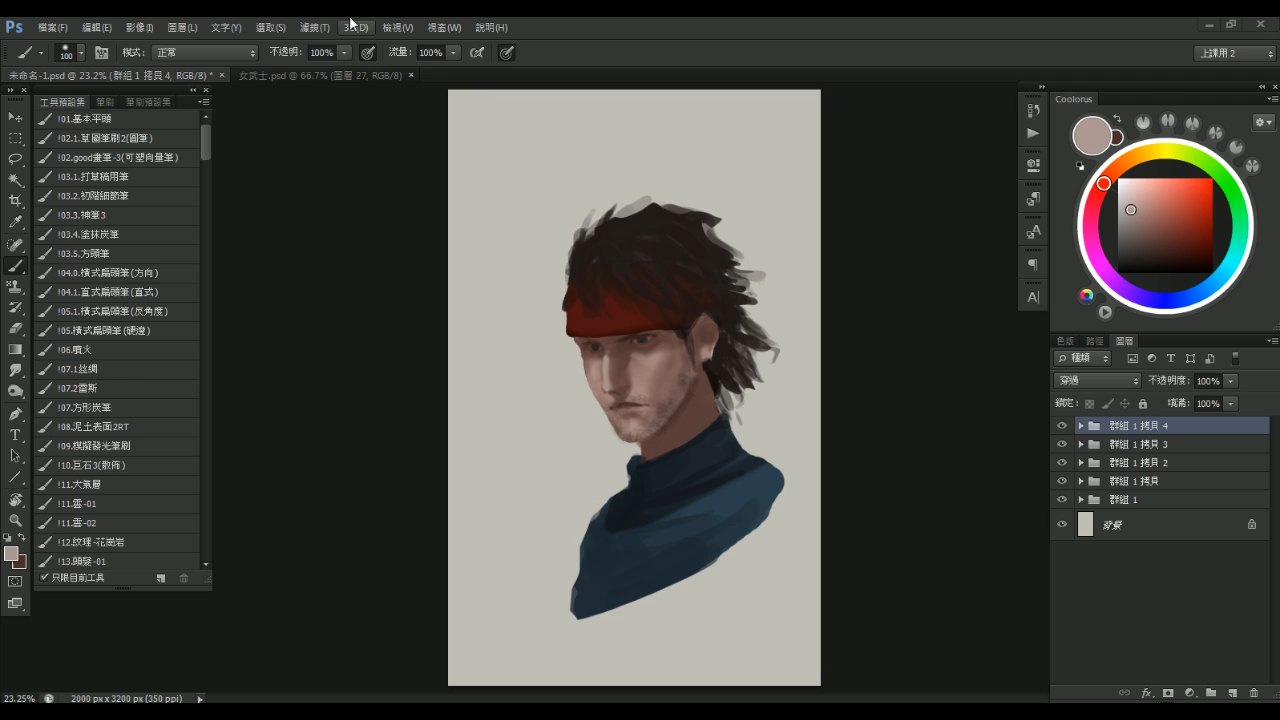 Ps 檔案(F) 編輯(E) 影像(I) 圖層(L) 文字(Y) 選取(S) 濾鏡(T) 3D(D) 檢視(V) 視窗(W) 說明(H)
100 模式: 正常 不透明: 100% 流量: 100% 上課用 2
未命名-1.psd @ 23.2% (群組 1 拷貝 4, RGB/8) * × 女武士.psd @ 66.7% (圖層 27, RGB/8) ×
工具預設集 筆刷 筆刷預設集
!01.基本平頭
!02.1.草圖筆刷2(圓筆)
!02.good畫筆-3(可塑向量筆)
!03.1.打草稿用筆
!03.2.初階細節筆
!03.3.神筆3
!03.4.塗抹炭筆
!03.5.方頭筆
!04.0.橫式扁頭筆(方向)
!04.1.直式扁頭筆(直式)
!05.1.橫式扁頭筆(反角度)
!05.橫式扁頭筆(硬邊)
!06.噴火
!07.1絲綢
!07.2蕾斯
!07.方形炭筆
!08.泥土表面2RT
!09.模擬發光筆刷
!10.巨石3(散佈)
!11.大氣層
!11.雲-01
!11.雲-02
!12.紋理-花崗岩
!13.頭髮-01
只限目前工具
23.25% 2000 px x 3200 px (350 ppi)
Coolorus
色版 路徑 圖層
種類
穿過 不透明度: 100%
鎖定: 填滿: 100%
群組 1 拷貝 4
群組 1 拷貝 3
群組 1 拷貝 2
群組 1 拷貝
群組 1
背景